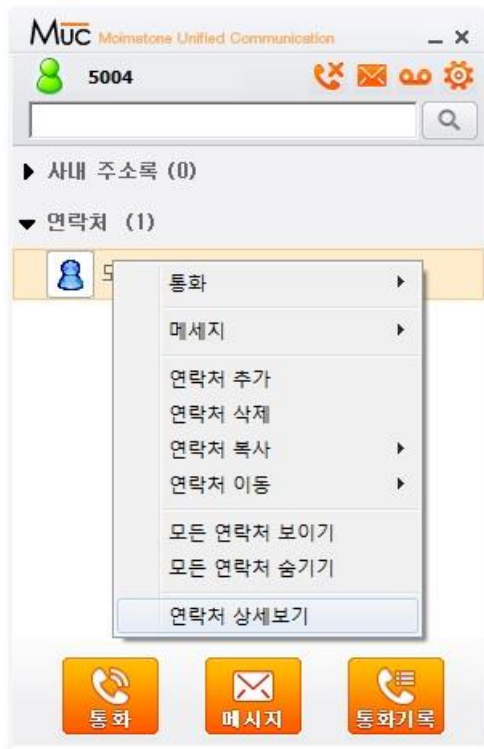 MUC Moimstone Unified Communication
5004
사내 주소록 (0)
연락처 (1)
통화
메세지
연락처 추가
연락처 삭제
연락처 복사
연락처 이동
모든 연락처 보이기
모든 연락처 숨기기
연락처 상세보기
통화
메시지
통화기록